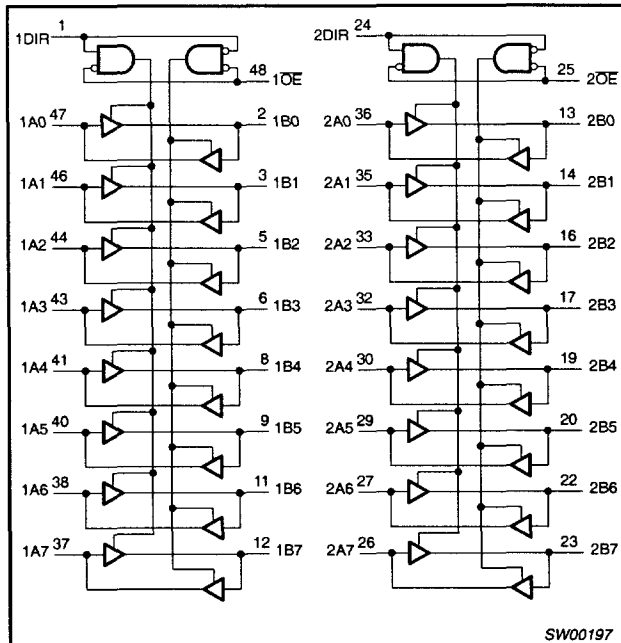 1DIR 1 2DIR 24
48 1O̅E̅ 25 2O̅E̅
1A0 47 2 1B0 2A0 36 13 2B0
1A1 46 3 1B1 2A1 35 14 2B1
1A2 44 5 1B2 2A2 33 16 2B2
1A3 43 6 1B3 2A3 32 17 2B3
1A4 41 8 1B4 2A4 30 19 2B4
1A5 40 9 1B5 2A5 29 20 2B5
1A6 38 11 1B6 2A6 27 22 2B6
1A7 37 12 1B7 2A7 26 23 2B7
SW00197